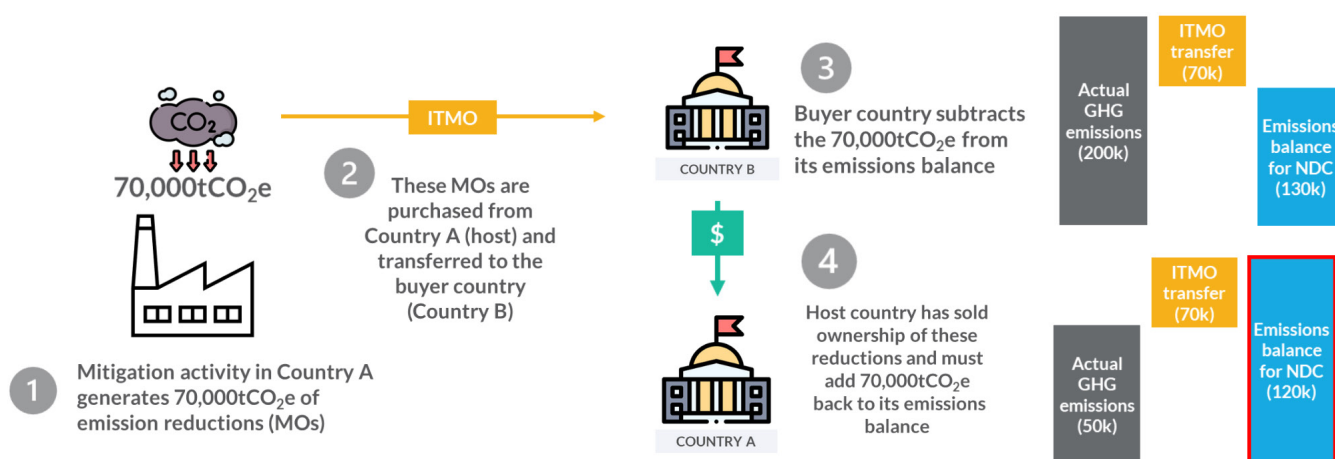 CO₂
70,000tCO₂e
1
Mitigation activity in Country A
generates 70,000tCO₂e of
emission reductions (MOs)
ITMO
2
These MOs are
purchased from
Country A (host) and
transferred to the
buyer country
(Country B)
COUNTRY B
$
COUNTRY A
3
Buyer country subtracts
the 70,000tCO₂e from
its emissions balance
4
Host country has sold
ownership of these
reductions and must
add 70,000tCO₂e
back to its emissions
balance
Actual
GHG
emissions
(200k)
ITMO
transfer
(70k)
Emissions
balance
for NDC
(130k)
Actual
GHG
emissions
(50k)
ITMO
transfer
(70k)
Emissions
balance
for NDC
(120k)